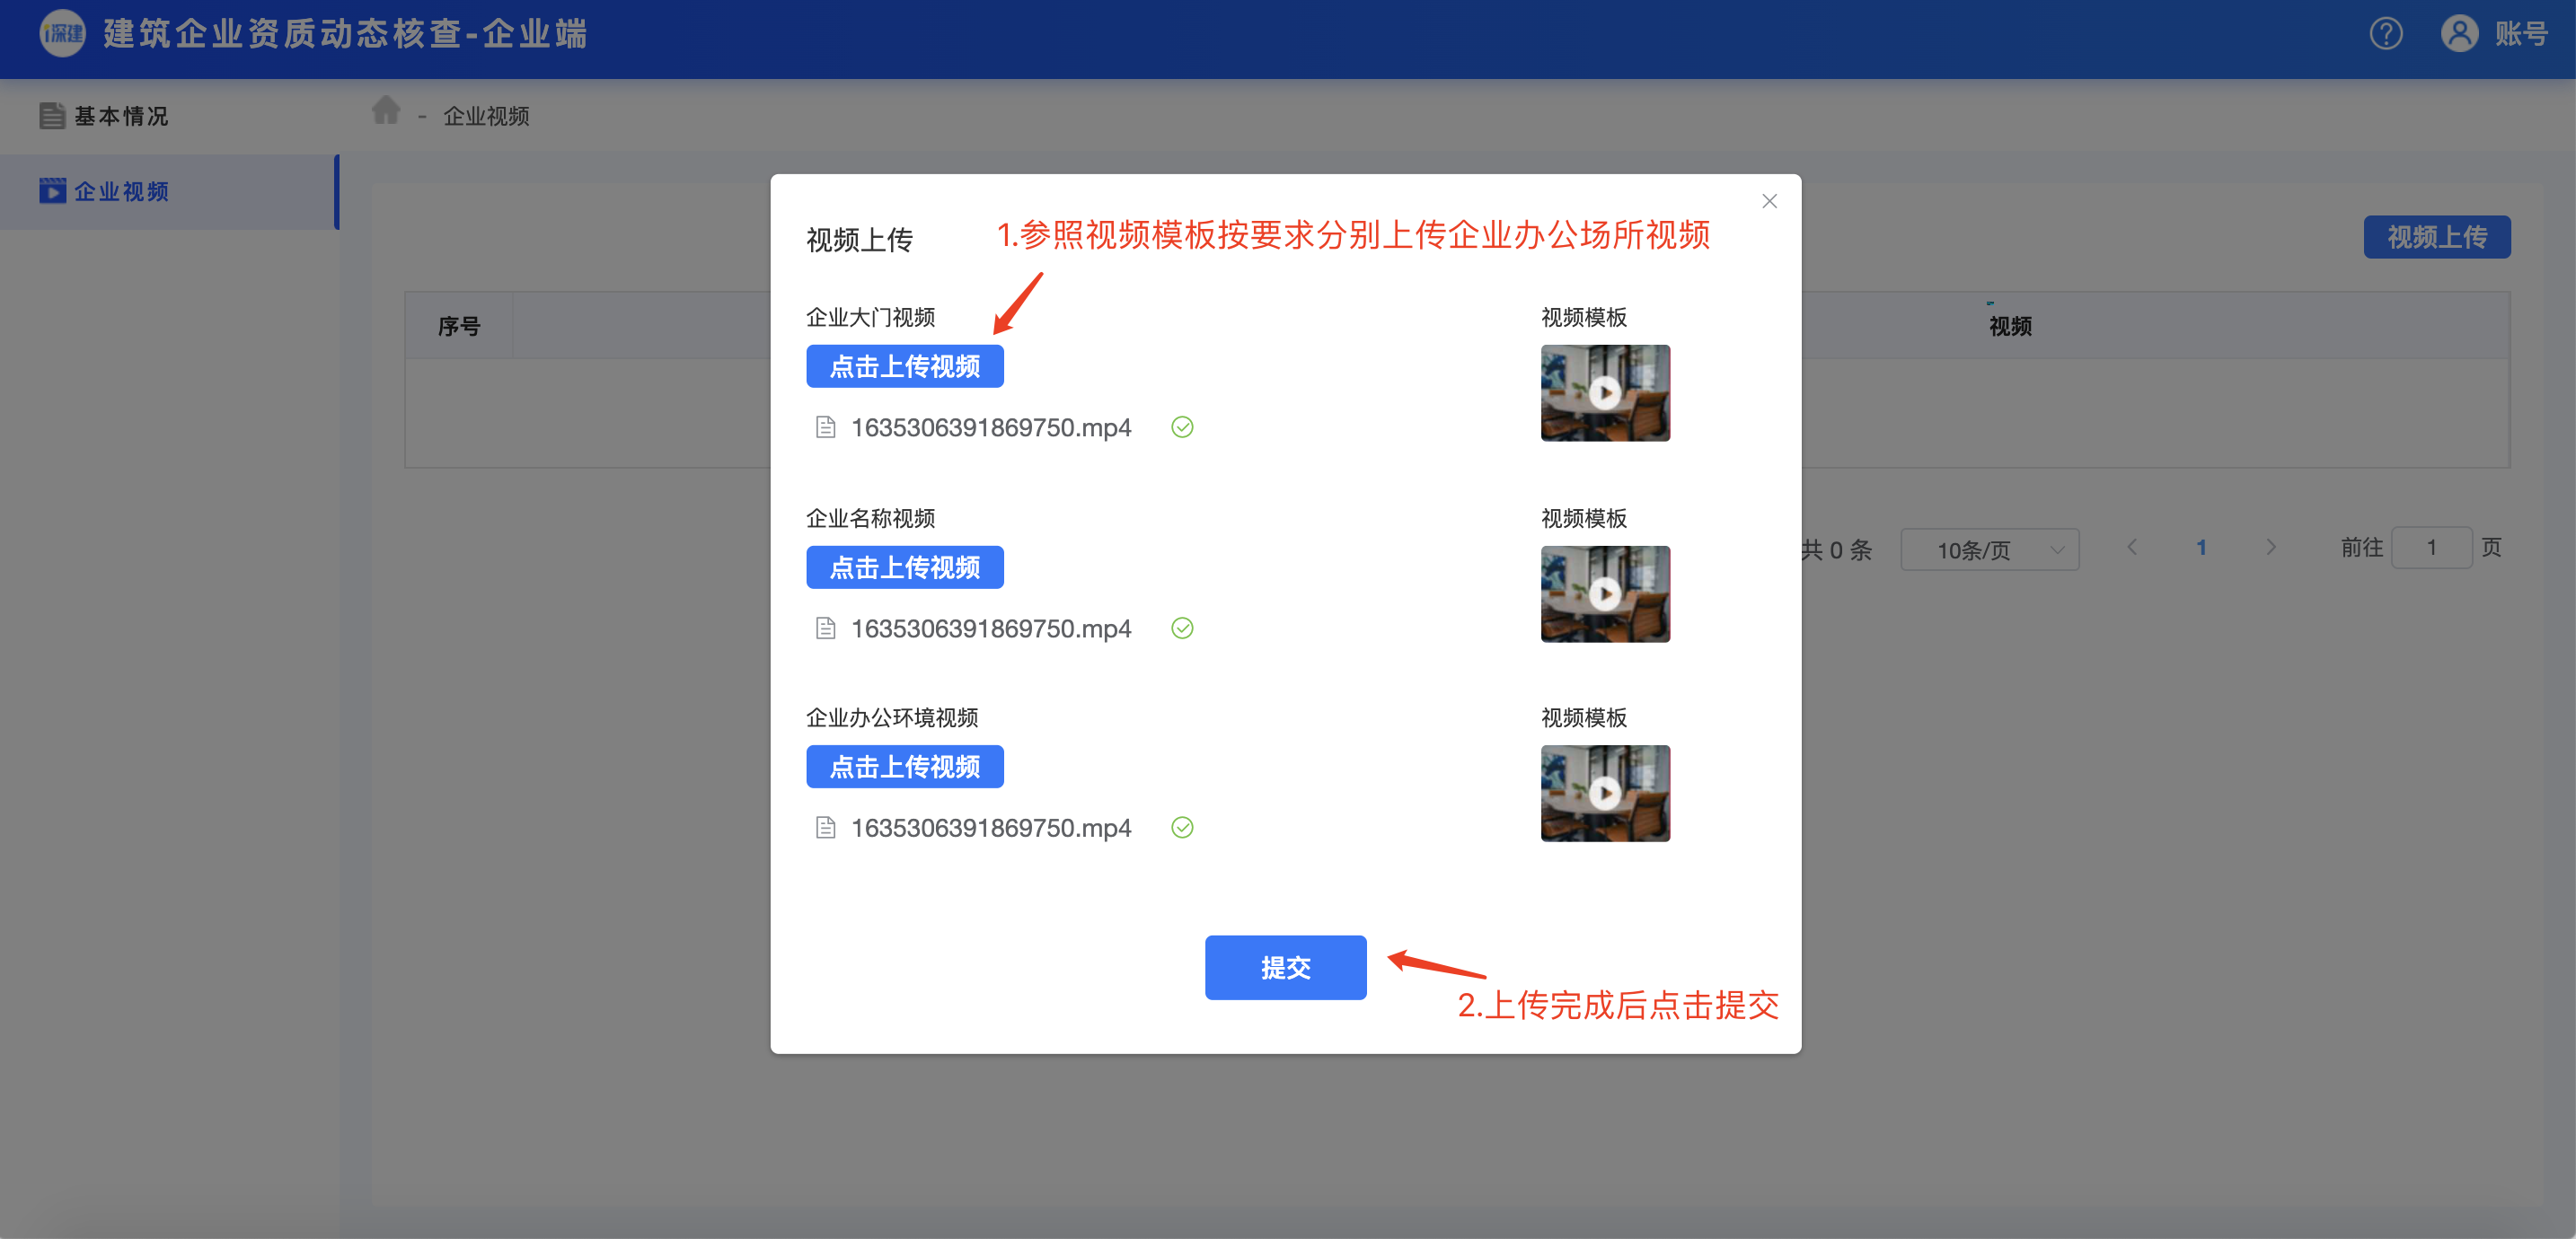 i深建
建筑企业资质动态核查-企业端
?
账号
基本情况
- 企业视频
企业视频
视频上传
序号
视频
视频上传
1.参照视频模板按要求分别上传企业办公场所视频
企业大门视频
视频模板
点击上传视频
1635306391869750.mp4
企业名称视频
视频模板
点击上传视频
1635306391869750.mp4
企业办公环境视频
视频模板
点击上传视频
1635306391869750.mp4
提交
2.上传完成后点击提交
共 0 条
10条/页
1
前往 1 页